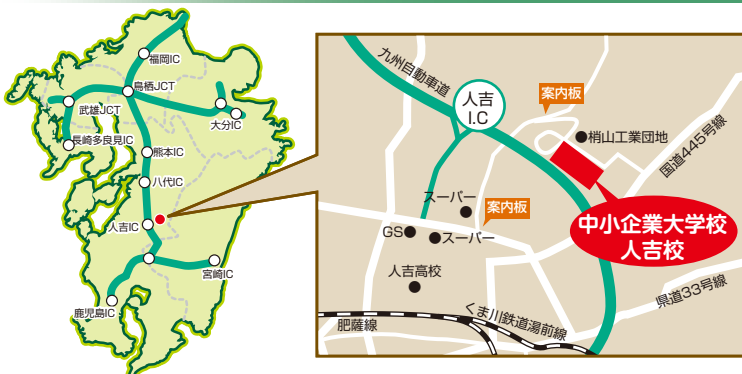 福岡IC
鳥栖JCT
武雄JCT
大分IC
長崎多良見IC
熊本IC
八代IC
人吉IC
宮崎IC
鹿児島IC
九州自動車道
人吉
I.C
案内板
梢山工業団地
国道445号線
中小企業大学校
人吉校
スーパー
案内板
GS
スーパー
人吉高校
県道33号線
くま川鉄道湯前線
肥薩線